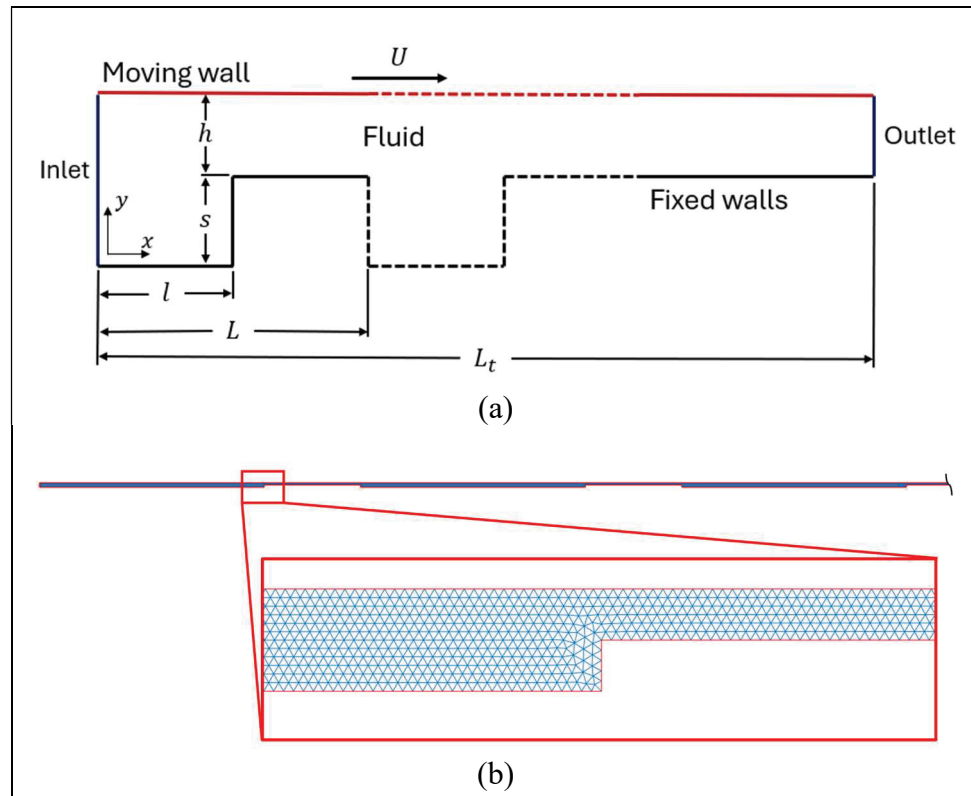 U
Moving wall
h
Fluid
Inlet
Outlet
s
Fixed walls
y
x
l
L
L_t
(a)
(b)